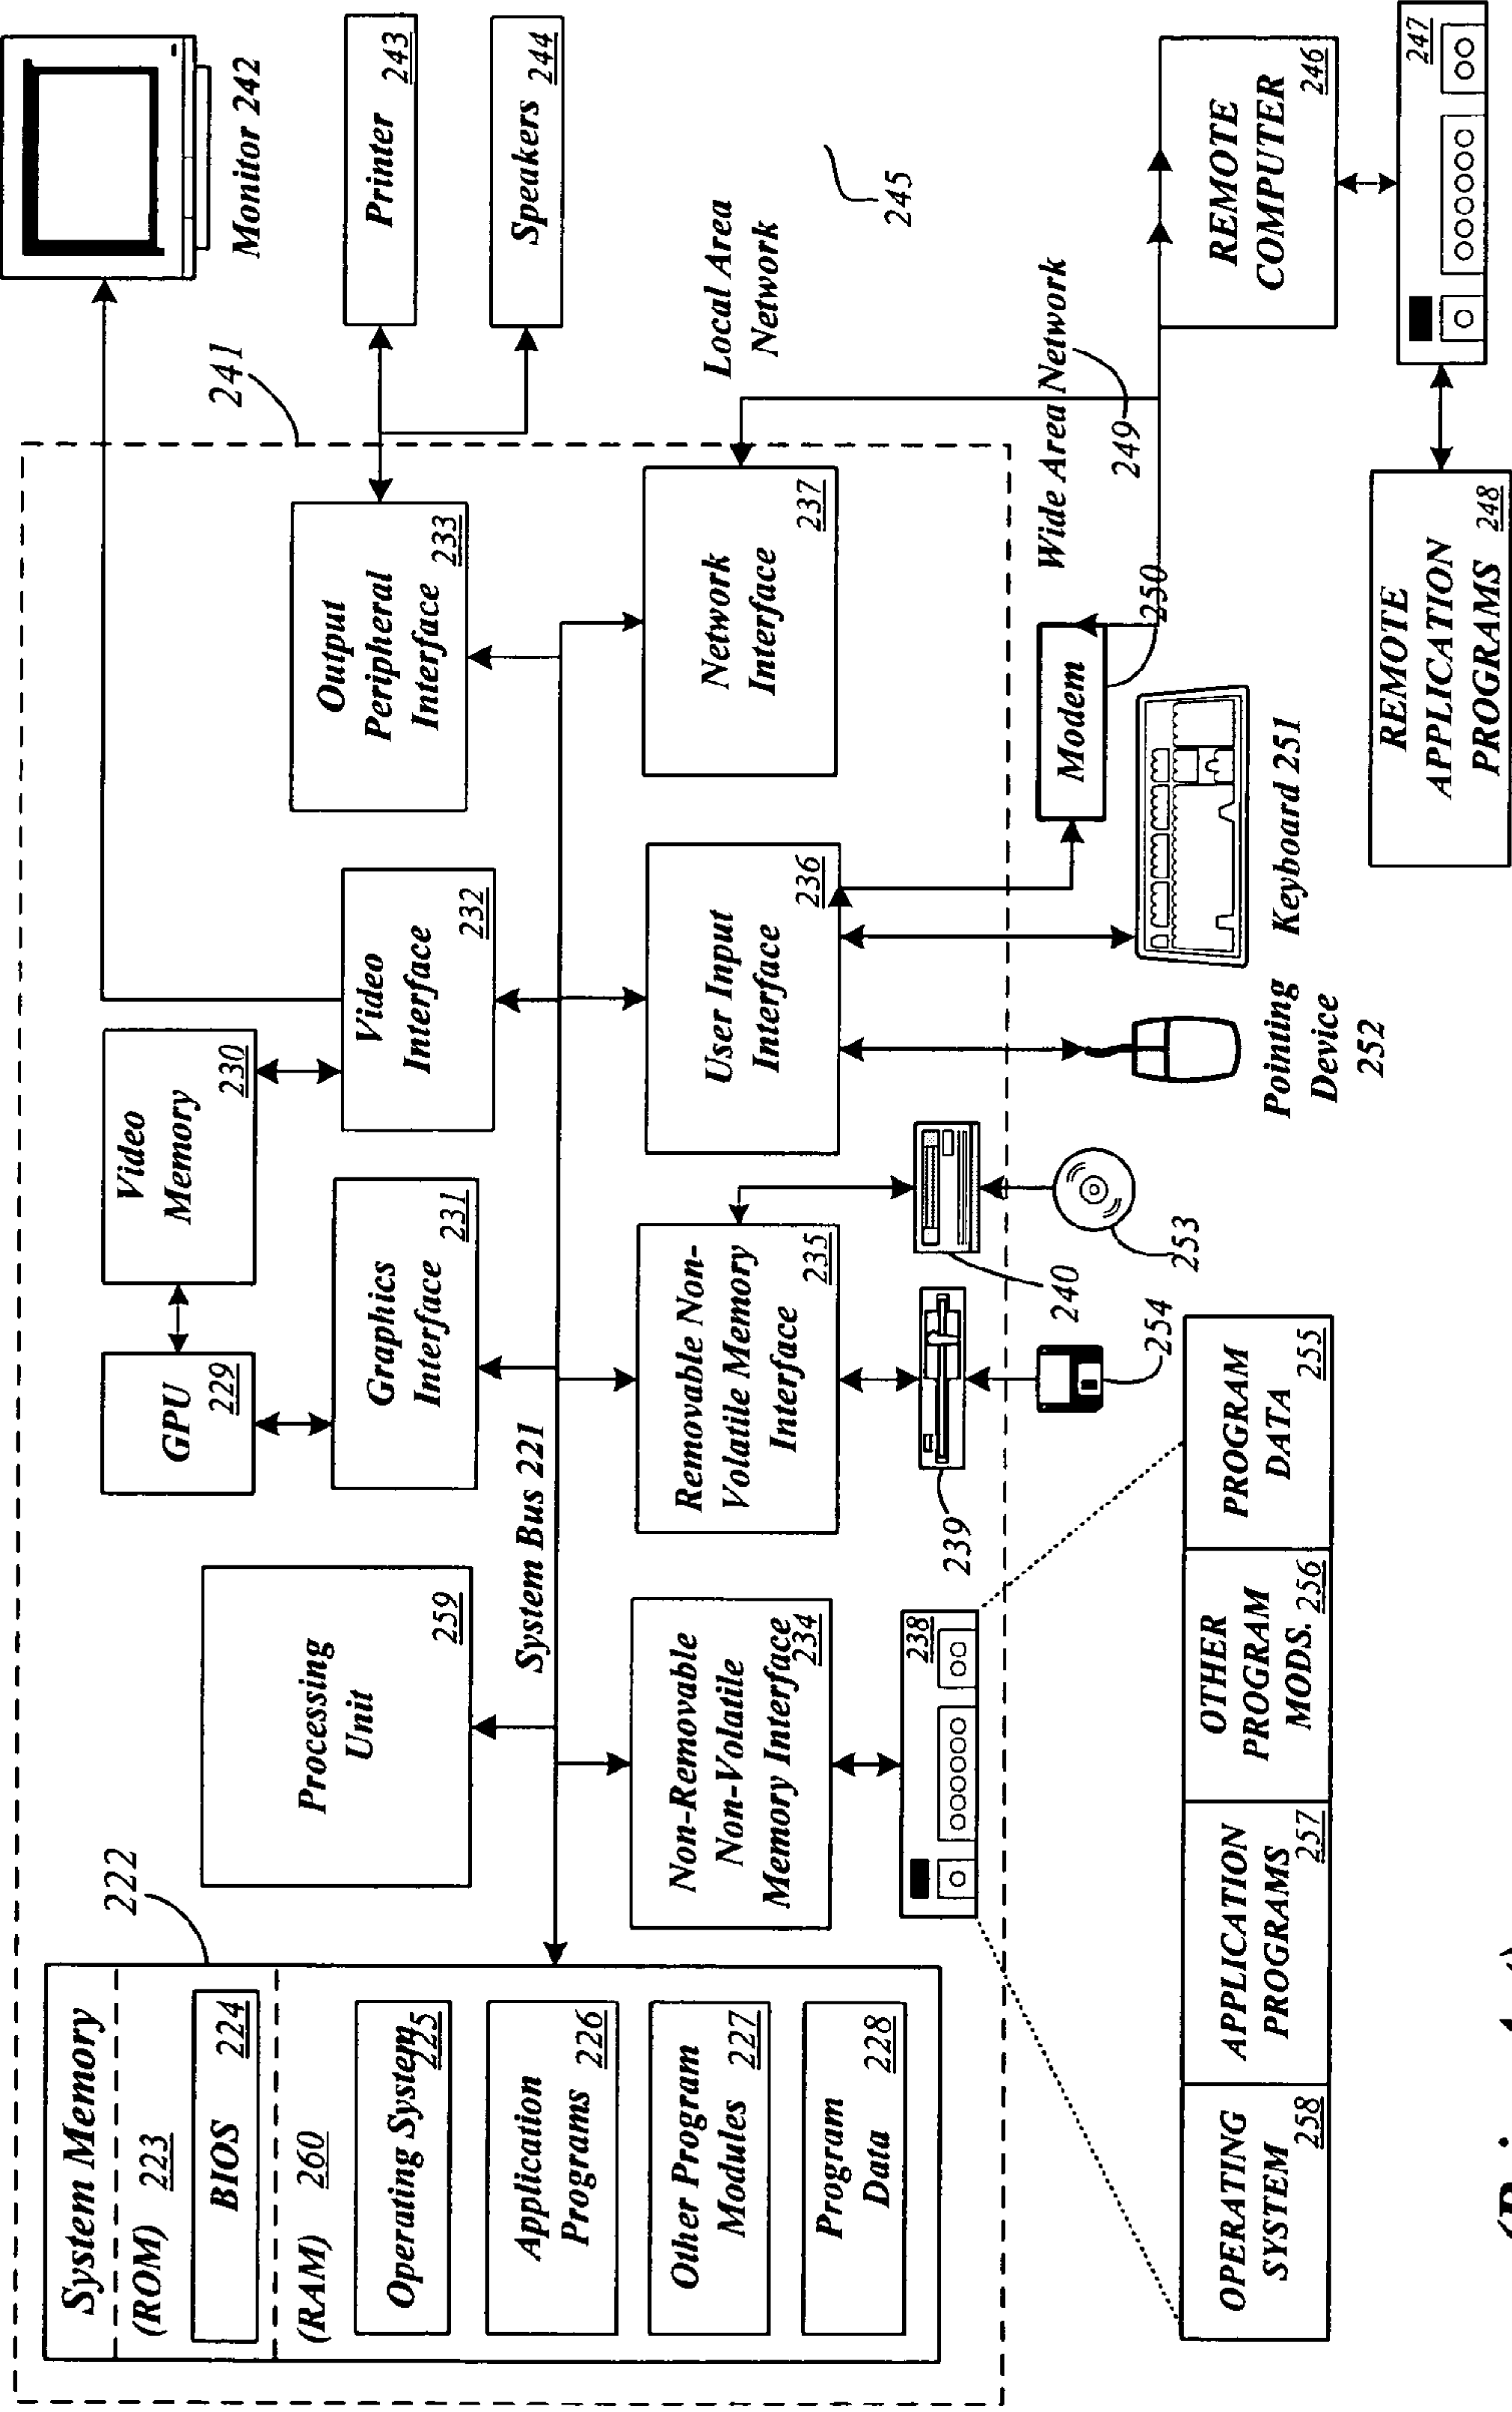 System Memory
222
(ROM) 223
BIOS 224
(RAM) 260
Operating System
225
Application
Programs 226
Other Program
Modules 227
Program
Data 228
Processing
Unit
259
System Bus 221
GPU
229
Video
Memory
230
Graphics
Interface
231
Video
Interface
232
Output
Peripheral
Interface
233
241
Monitor 242
Printer 243
Speakers 244
Non-Removable
Non-Volatile
Memory Interface
234
Removable Non-
Volatile Memory
Interface
235
User Input
Interface
236
Network
Interface
237
Local Area
Network
245
238
239
240
254
253
Pointing
Device
252
Keyboard 251
Modem
250
Wide Area Network
249
REMOTE
COMPUTER
246
247
REMOTE
APPLICATION
PROGRAMS 248
OPERATING
SYSTEM
258
APPLICATION
PROGRAMS
257
OTHER
PROGRAM
MODS. 256
PROGRAM
DATA
255